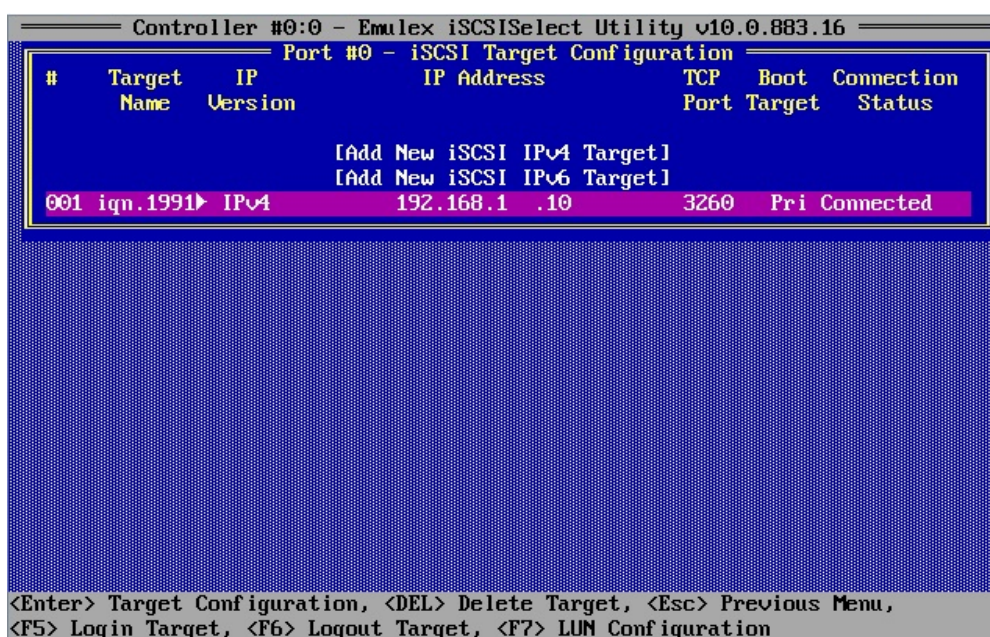 Controller #0:0 - Emulex iSCSISelect Utility v10.0.883.16
Port #0 - iSCSI Target Configuration
# Target IP IP Address TCP Boot Connection
Name Version Port Target Status
[Add New iSCSI IPv4 Target]
[Add New iSCSI IPv6 Target]
001 iqn.1991► IPv4 192.168.1 .10 3260 Pri Connected
<Enter> Target Configuration, <DEL> Delete Target, <Esc> Previous Menu,
<F5> Login Target, <F6> Logout Target, <F7> LUN Configuration